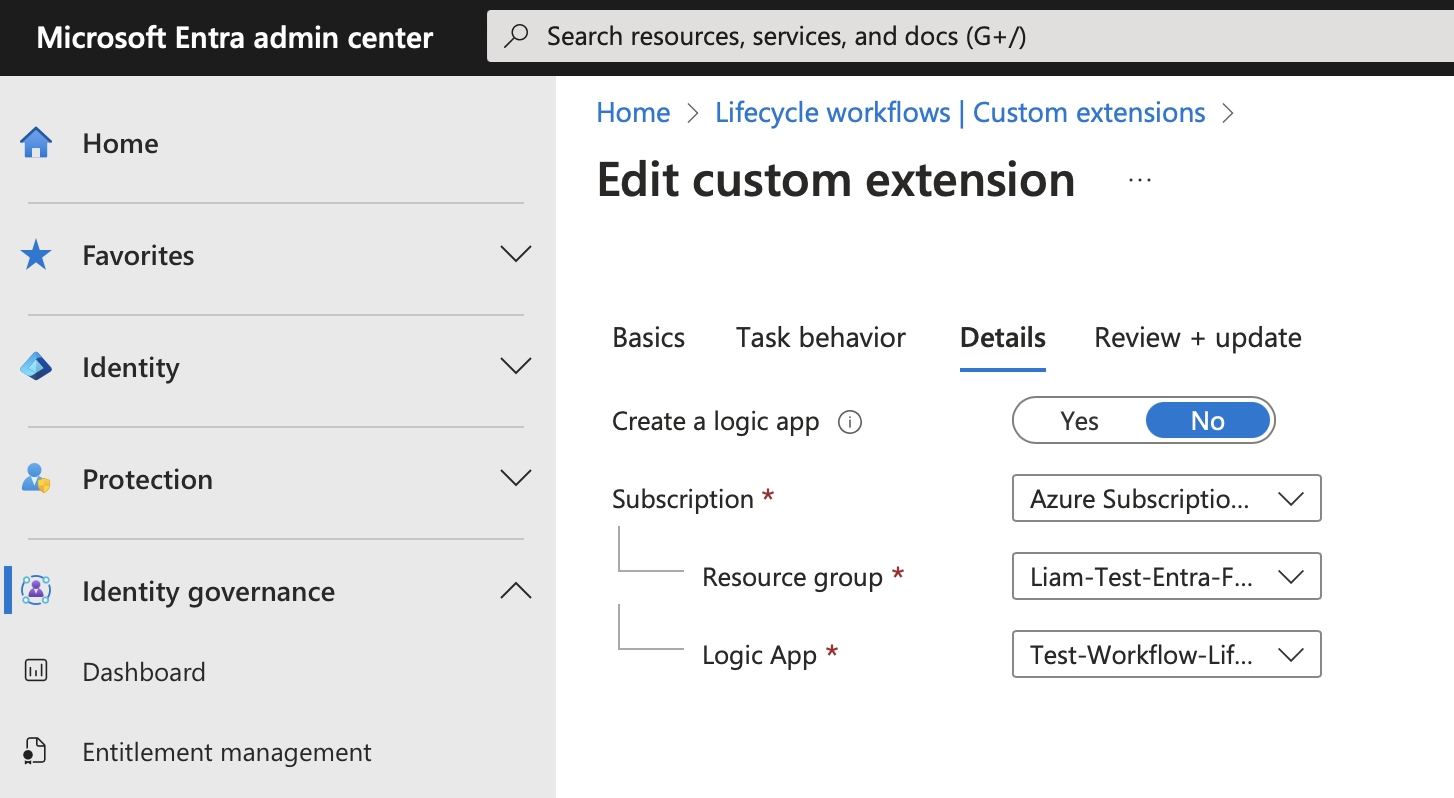 Microsoft Entra admin center
Search resources, services, and docs (G+/)
Home
Favorites
Identity
Protection
Identity governance
Dashboard
Entitlement management
Home > Lifecycle workflows | Custom extensions >
Edit custom extension ...
Basics Task behavior Details Review + update
Create a logic app Yes No
Subscription * Azure Subscriptio...
Resource group * Liam-Test-Entra-F...
Logic App * Test-Workflow-Lif...